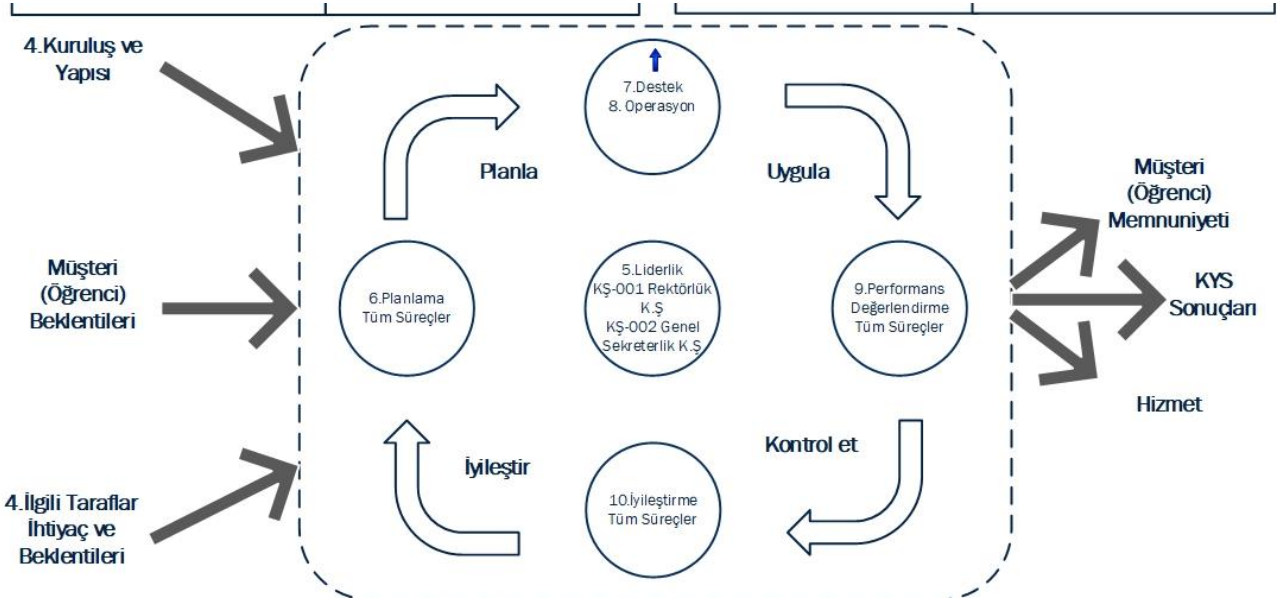 4.Kuruluş ve
Yapısı
7.Destek
8. Operasyon
Planla
Uygula
Müşteri
(Öğrenci)
Memnuniyeti
Müşteri
(Öğrenci)
Beklentileri
6.Planlama
Tüm Süreçler
5.Liderlik
KŞ-001 Rektörlük
K.Ş
KŞ-002 Genel
Sekreterlik K.Ş
9.Performans
Değerlendirme
Tüm Süreçler
KYS
Sonuçları
Hizmet
İyileştir
Kontrol et
4.İlgili Taraflar
İhtiyaç ve
Beklentileri
10.İyileştirme
Tüm Süreçler